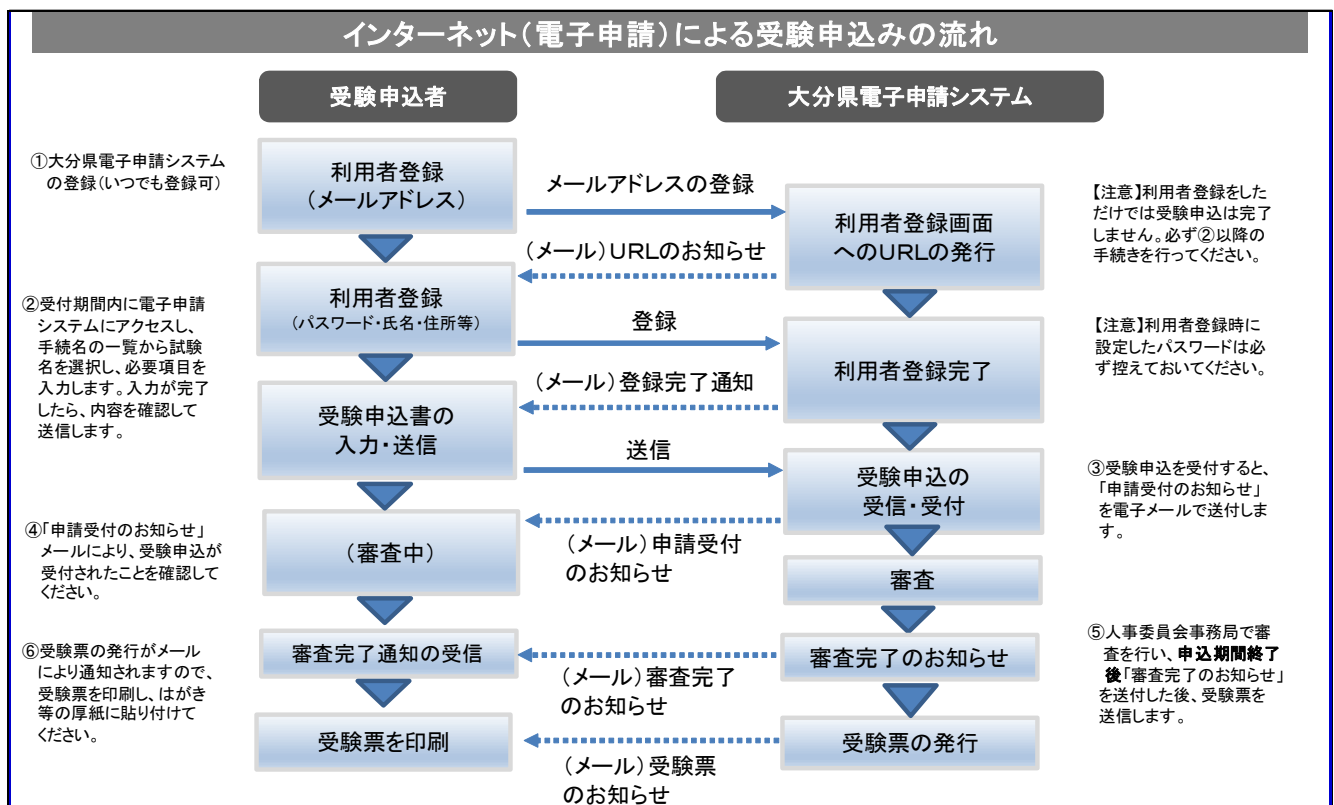 インターネット（電子申請）による受験申込みの流れ
受験申込者
大分県電子申請システム
①大分県電子申請システム
の登録（いつでも登録可）
利用者登録
（メールアドレス）
メールアドレスの登録
利用者登録画面
へのＵＲＬの発行
【注意】利用者登録をした
だけでは受験申込は完了
しません。必ず②以降の
手続きを行ってください。
（メール）ＵＲＬのお知らせ
②受付期間内に電子申請
システムにアクセスし、
手続名の一覧から試験
名を選択し、必要項目を
入力します。入力が完了
したら、内容を確認して
送信します。
利用者登録
（パスワード・氏名・住所等）
登録
利用者登録完了
【注意】利用者登録時に
設定したパスワードは必
ず控えておいてください。
（メール）登録完了通知
受験申込書の
入力・送信
送信
受験申込の
受信・受付
③受験申込を受付すると、
「申請受付のお知らせ」
を電子メールで送付しま
す。
④「申請受付のお知らせ」
メールにより、受験申込が
受付されたことを確認して
ください。
（審査中）
（メール）申請受付
のお知らせ
審査
⑥受験票の発行がメール
により通知されますので、
受験票を印刷し、はがき
等の厚紙に貼り付けて
ください。
審査完了通知の受信
（メール）審査完了
のお知らせ
審査完了のお知らせ
⑤人事委員会事務局で審
査を行い、申込期間終了
後「審査完了のお知らせ」
を送付した後、受験票を
送信します。
受験票を印刷
（メール）受験票
のお知らせ
受験票の発行